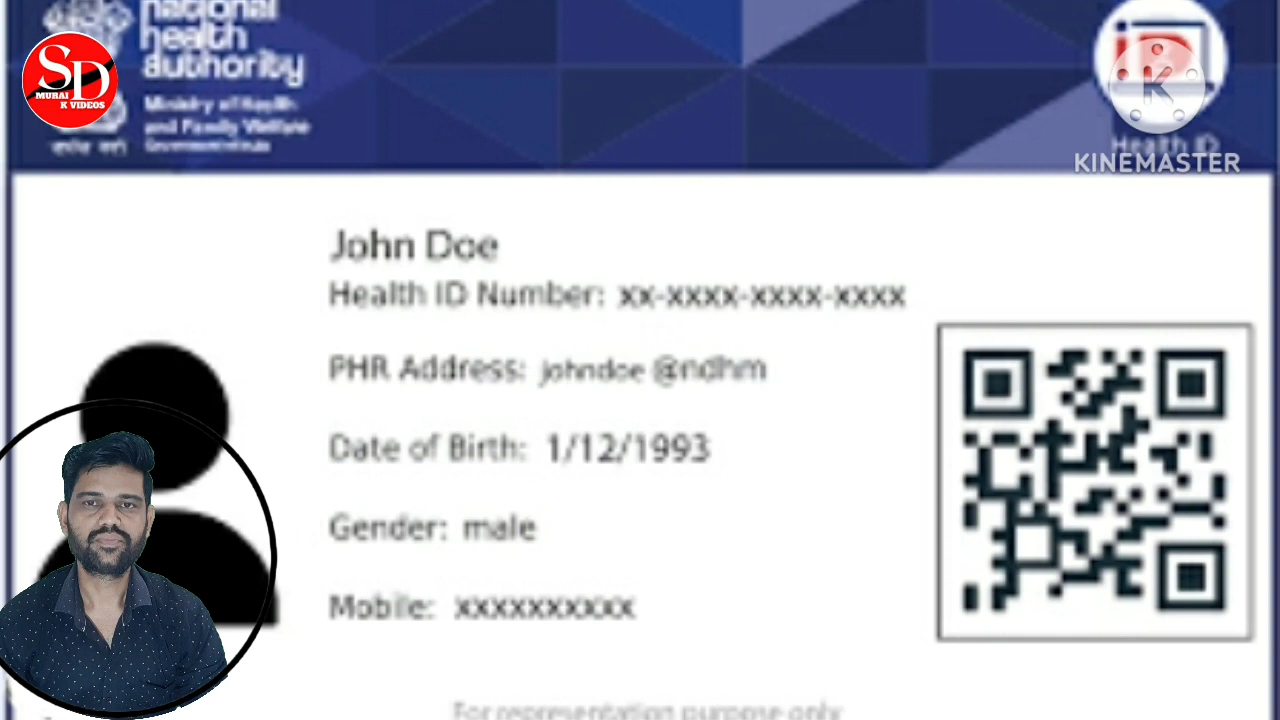 national
health
authority
Ministry of Health
and Family Welfare
SD
MURAI
K VIDEOS
Health ID
K
KINEMASTER
John Doe
Health ID Number: xx-xxxx-xxxx-xxxx
PHR Address: johndoe @ndhm
Date of Birth: 1/12/1993
Gender: male
Mobile: xxxxxxxxxx
For representation purpose only